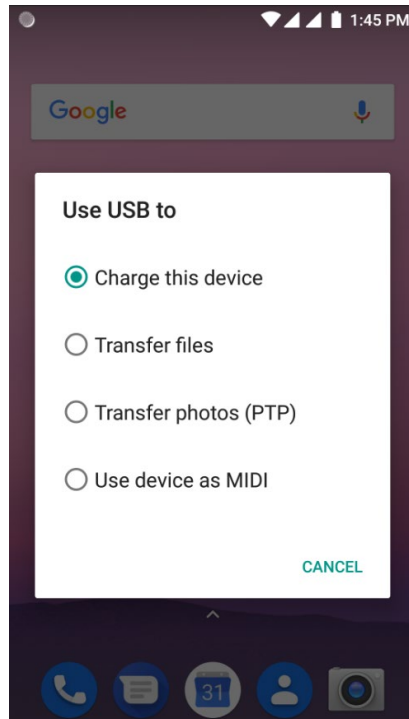 1:45 PM
Google
Use USB to
Charge this device
Transfer files
Transfer photos (PTP)
Use device as MIDI
CANCEL
31